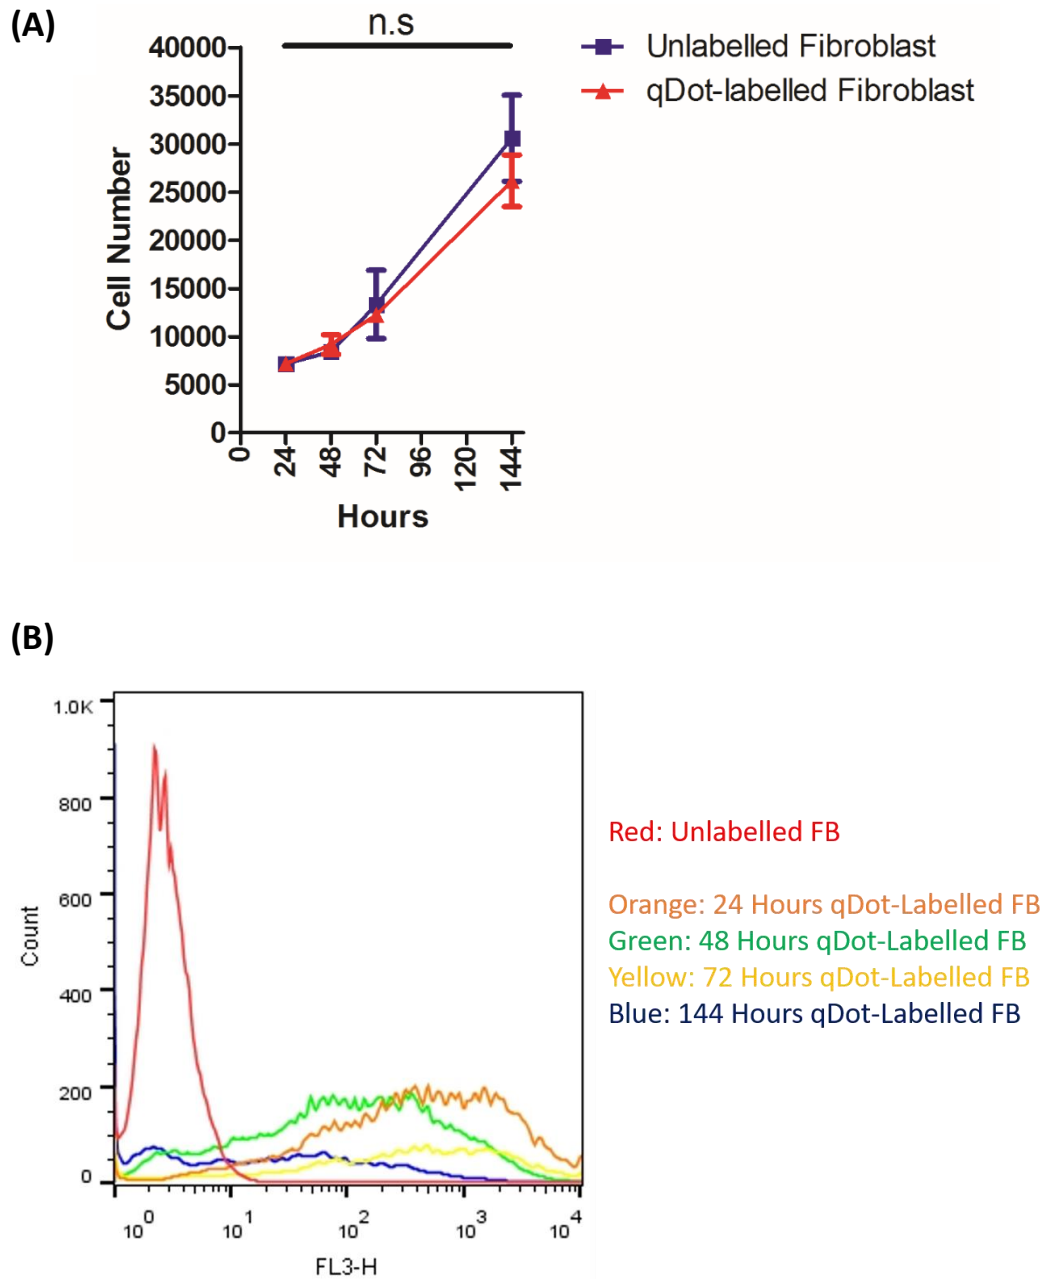 (A)
n.s
Unlabelled Fibroblast
qDot-labelled Fibroblast
40000
35000
30000
25000
20000
15000
10000
5000
0
Cell Number
0 24 48 72 96 120 144
Hours
(B)
1.0K
800
600
400
200
0
Count
10^0 10^1 10^2 10^3 10^4
FL3-H
Red: Unlabelled FB
Orange: 24 Hours qDot-Labelled FB
Green: 48 Hours qDot-Labelled FB
Yellow: 72 Hours qDot-Labelled FB
Blue: 144 Hours qDot-Labelled FB